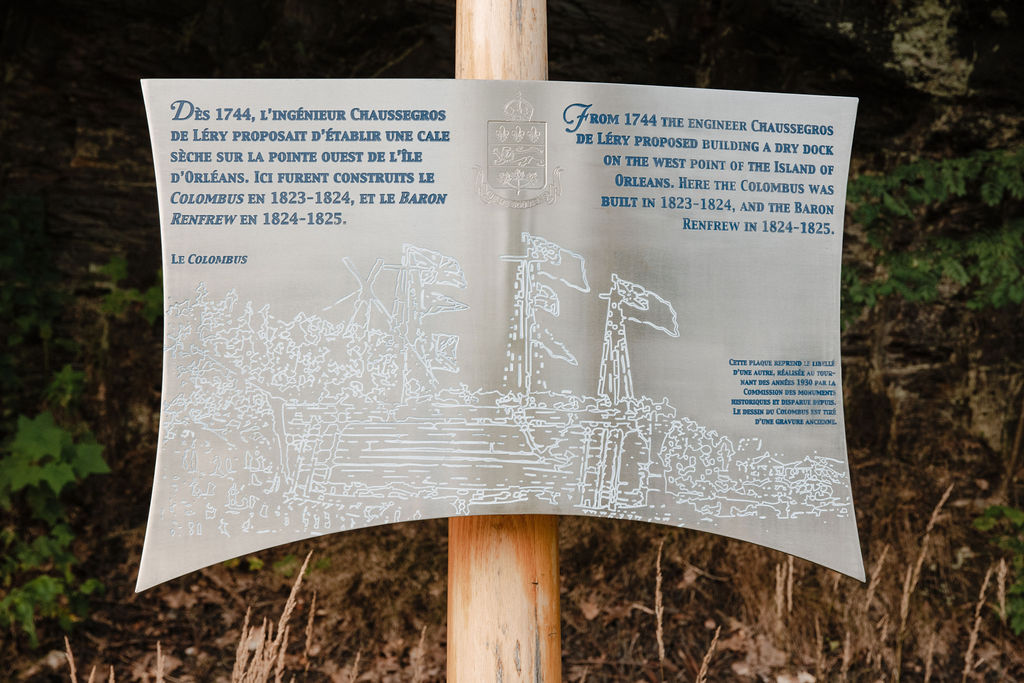 Dès 1744, l'ingénieur Chaussegros
de Léry proposait d'établir une cale
sèche sur la pointe ouest de l'île
d'Orléans. Ici furent construits le
Colombus en 1823-1824, et le Baron
Renfrew en 1824-1825.
Le Colombus
From 1744 the engineer Chaussegros
de Léry proposed building a dry dock
on the west point of the Island of
Orleans. Here the Colombus was
built in 1823-1824, and the Baron
Renfrew in 1824-1825.
Cette plaque reprend le libellé
d'une autre, réalisée au tour-
nant des années 1930 par la
Commission des monuments
historiques et disparue depuis.
Le dessin du Colombus est tiré
d'une gravure ancienne.